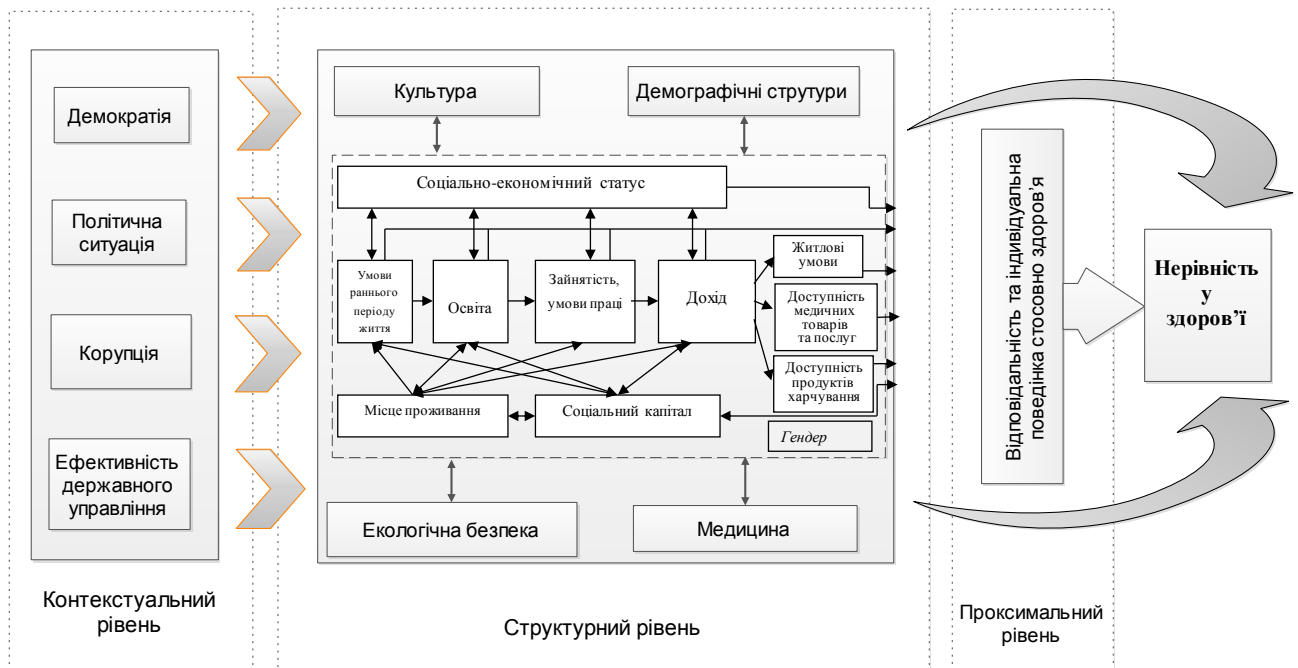 Демократія
Політична
ситуація
Корупція
Ефективність
державного
управління
Контекстуальний
рівень
Культура
Демографічні струтури
Соціально-економічний статус
Умови
раннього
періоду
життя
Освіта
Зайнятість,
умови праці
Дохід
Житлові
умови
Доступність
медичних
товарів
та послуг
Доступність
продуктів
харчування
Місце проживання
Соціальний капітал
Гендер
Екологічна безпека
Медицина
Структурний рівень
Відповідальність та індивідуальна
поведінка стосовно здоров'я
Проксимальний
рівень
Нерівність
у
здоров’ї